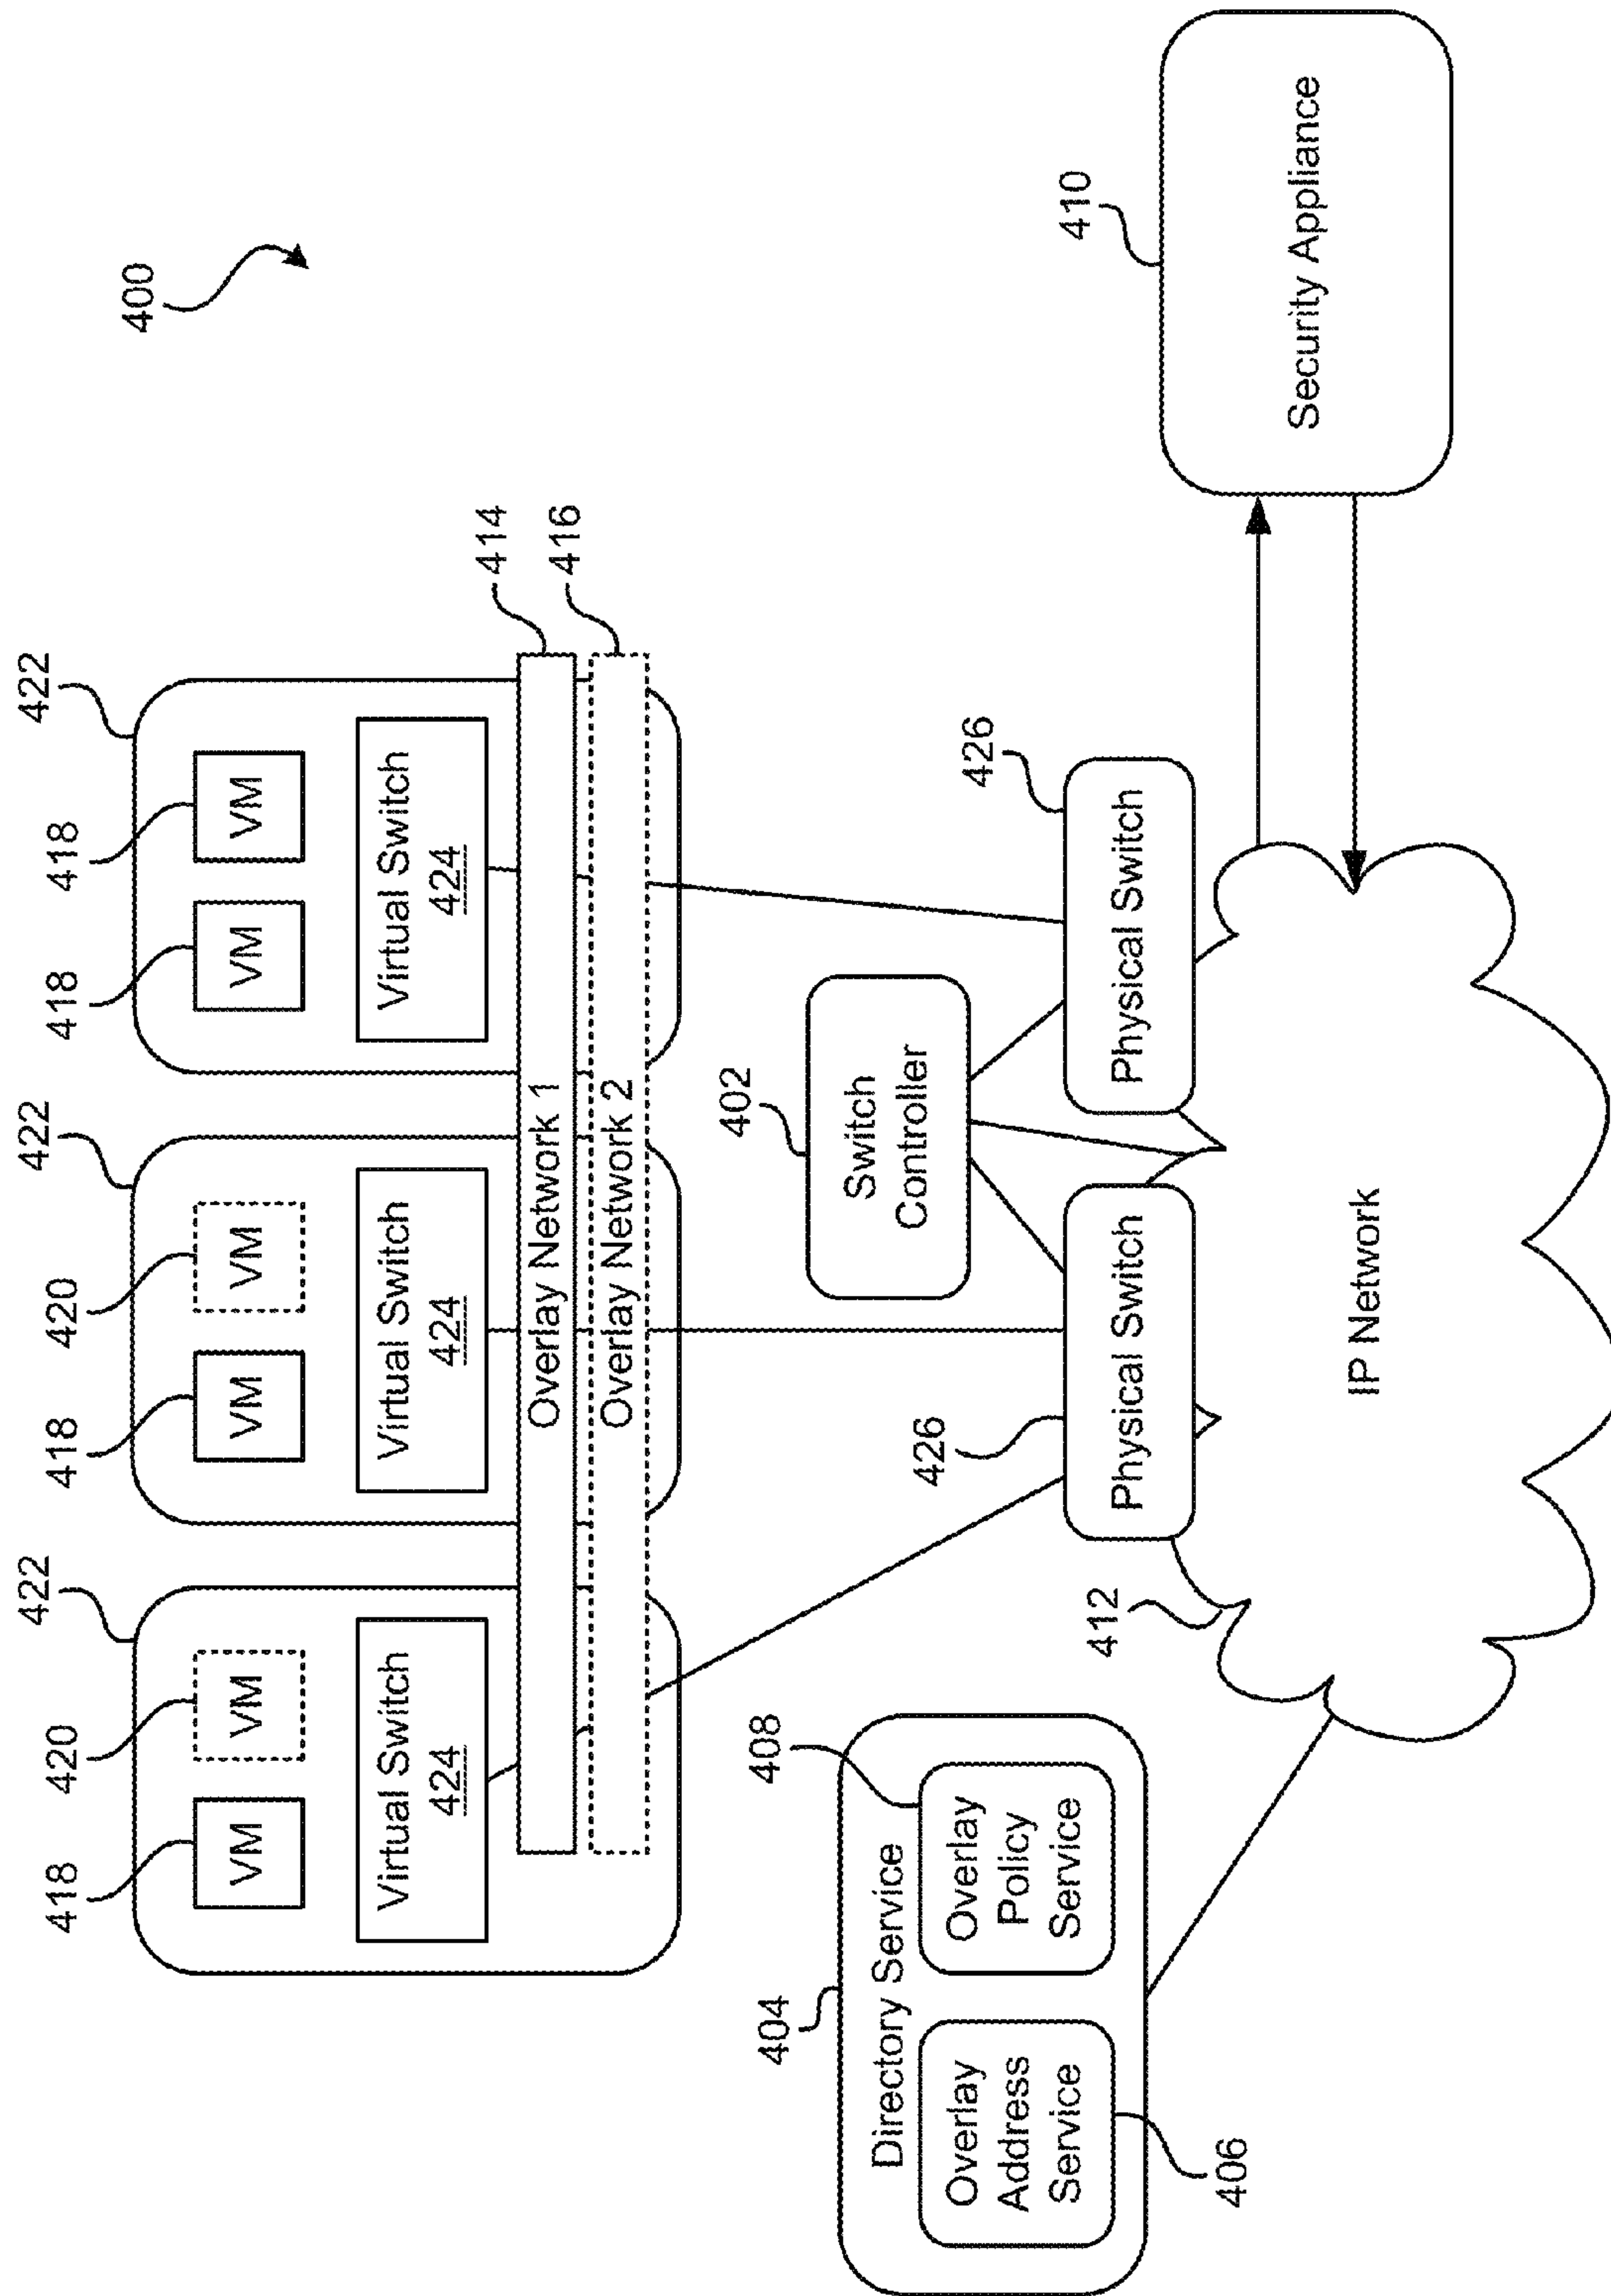 400
422
422
422
418
420
418
420
418
418
VM
VM
VM
VM
VM
VM
Virtual Switch
424
Virtual Switch
424
Virtual Switch
424
414
Overlay Network 1
416
Overlay Network 2
402
Switch
Controller
404
Directory Service
408
Overlay
Address
Service
Overlay
Policy
Service
406
426
426
Physical Switch
Physical Switch
412
IP Network
410
Security Appliance